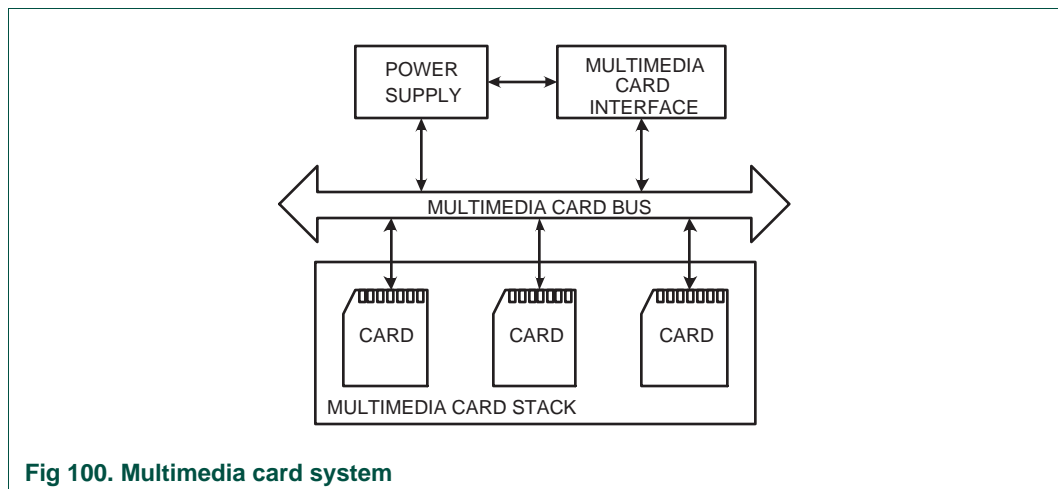 POWER
SUPPLY
MULTIMEDIA
CARD
INTERFACE
MULTIMEDIA CARD BUS
CARD
CARD
CARD
MULTIMEDIA CARD STACK
Fig 100. Multimedia card system